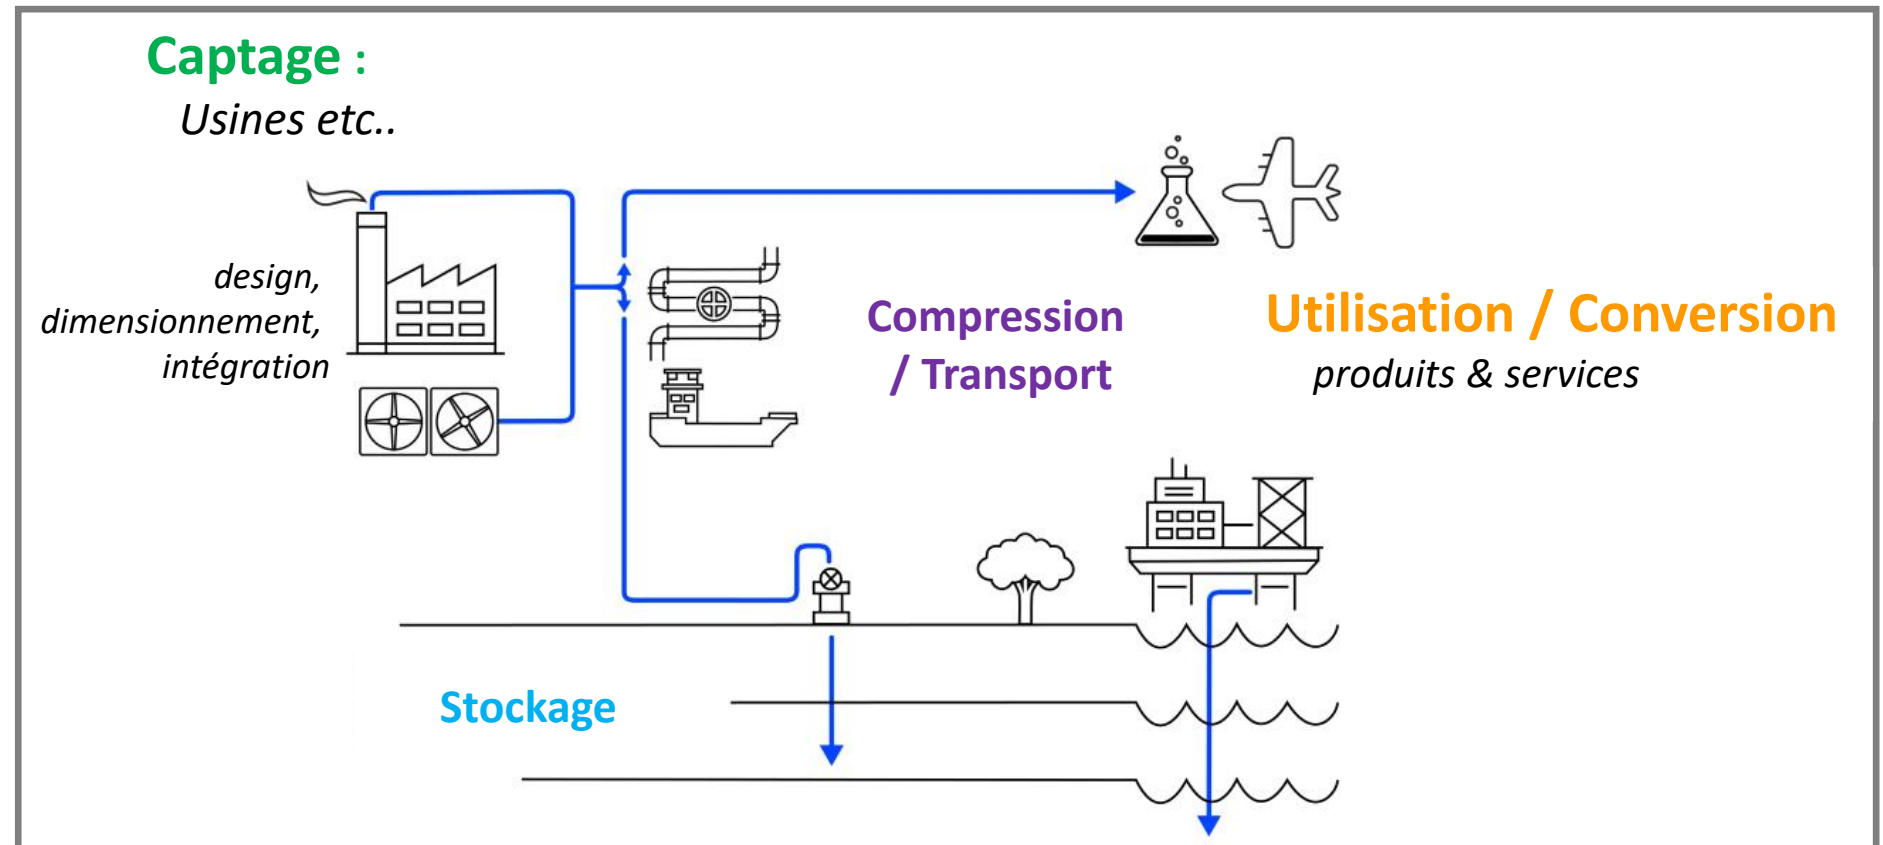 Captage :
Usines etc..
design,
dimensionnement,
intégration
Compression
/ Transport
Utilisation / Conversion
produits & services
Stockage